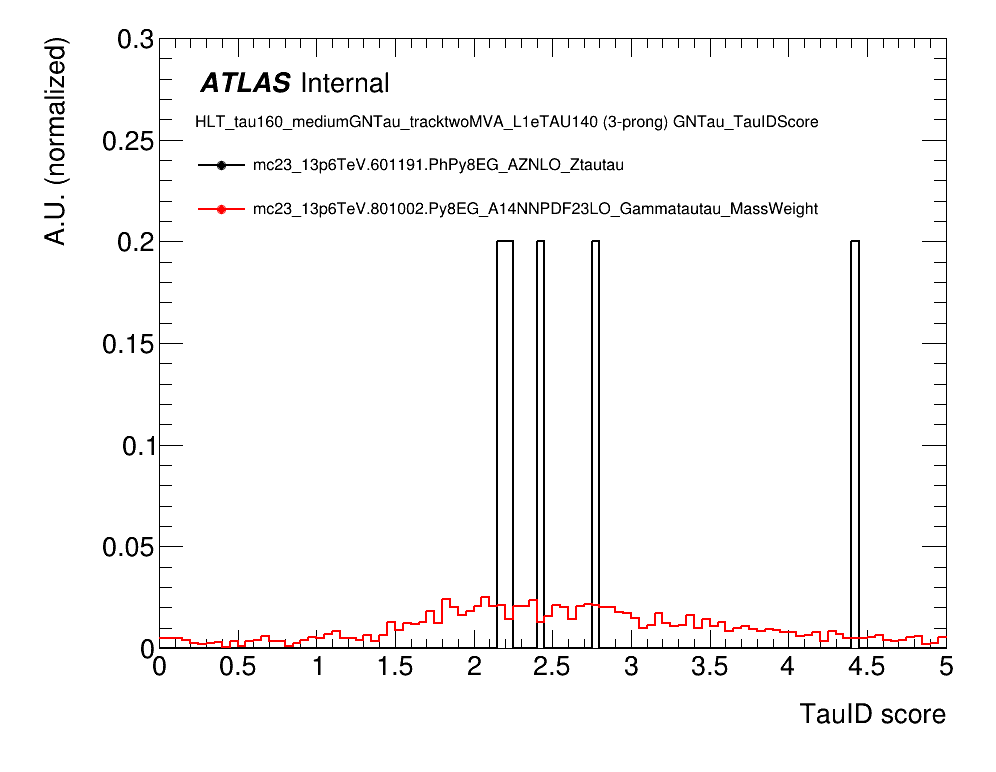 0.3
A.U. (normalized)
ATLAS Internal
HLT_tau160_mediumGNTau_tracktwoMVA_L1eTAU140 (3-prong) GNTau_TauIDScore
0.25
mc23_13p6TeV.601191.PhPy8EG_AZNLO_Ztautau
mc23_13p6TeV.801002.Py8EG_A14NNPDF23LO_Gammatautau_MassWeight
0.2
0.15
0.1
0.05
0
0 0.5 1 1.5 2 2.5 3 3.5 4 4.5 5
TauID score